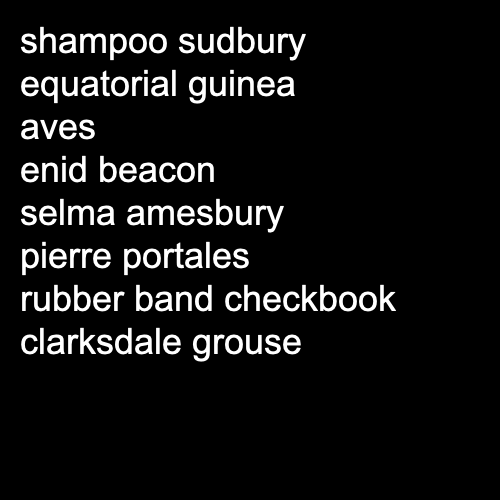 shampoo sudbury
equatorial guinea
aves
enid beacon
selma amesbury
pierre portales
rubber band checkbook
clarksdale grouse